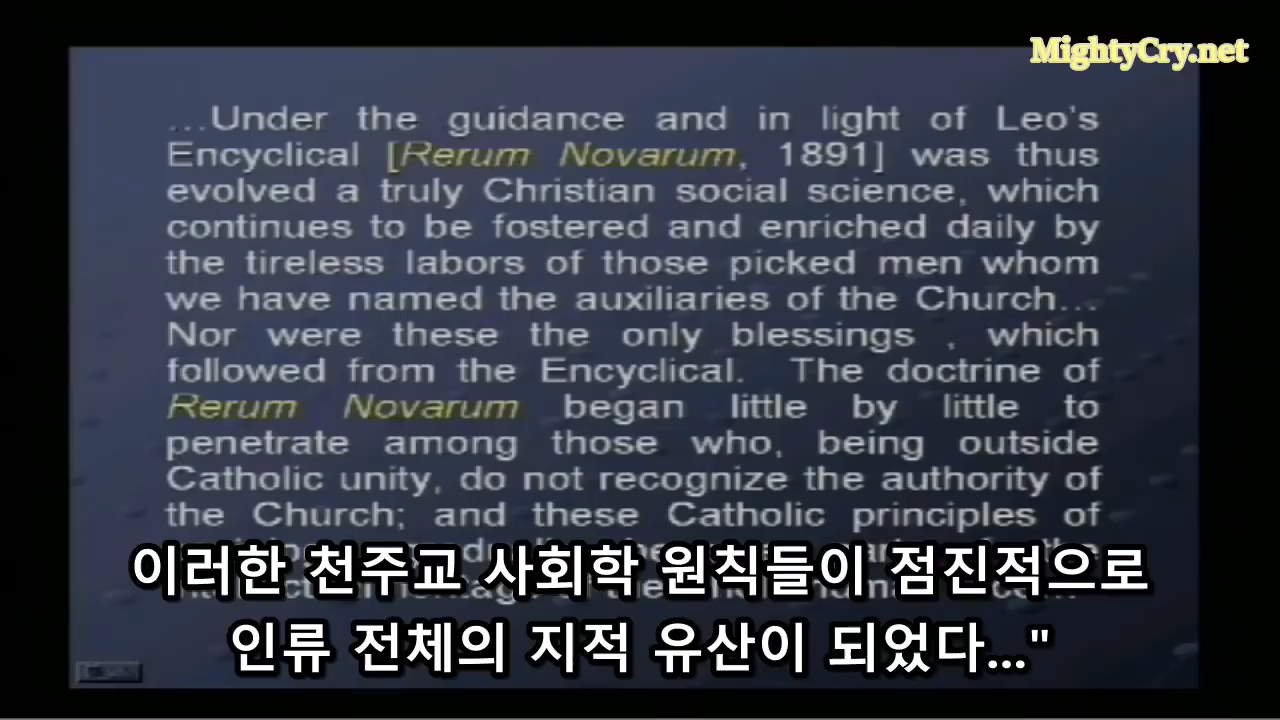 MightyCry.net
...Under the guidance and in light of Leo's
Encyclical [Rerum Novarum, 1891] was thus
evolved a truly Christian social science, which
continues to be fostered and enriched daily by
the tireless labors of those picked men whom
we have named the auxiliaries of the Church...
Nor were these the only blessings , which
followed from the Encyclical. The doctrine of
Rerum Novarum began little by little to
penetrate among those who, being outside
Catholic unity, do not recognize the authority of
the Church; and these Catholic principles of
이러한 천주교 사회학 원칙들이 점진적으로
인류 전체의 지적 유산이 되었다..."